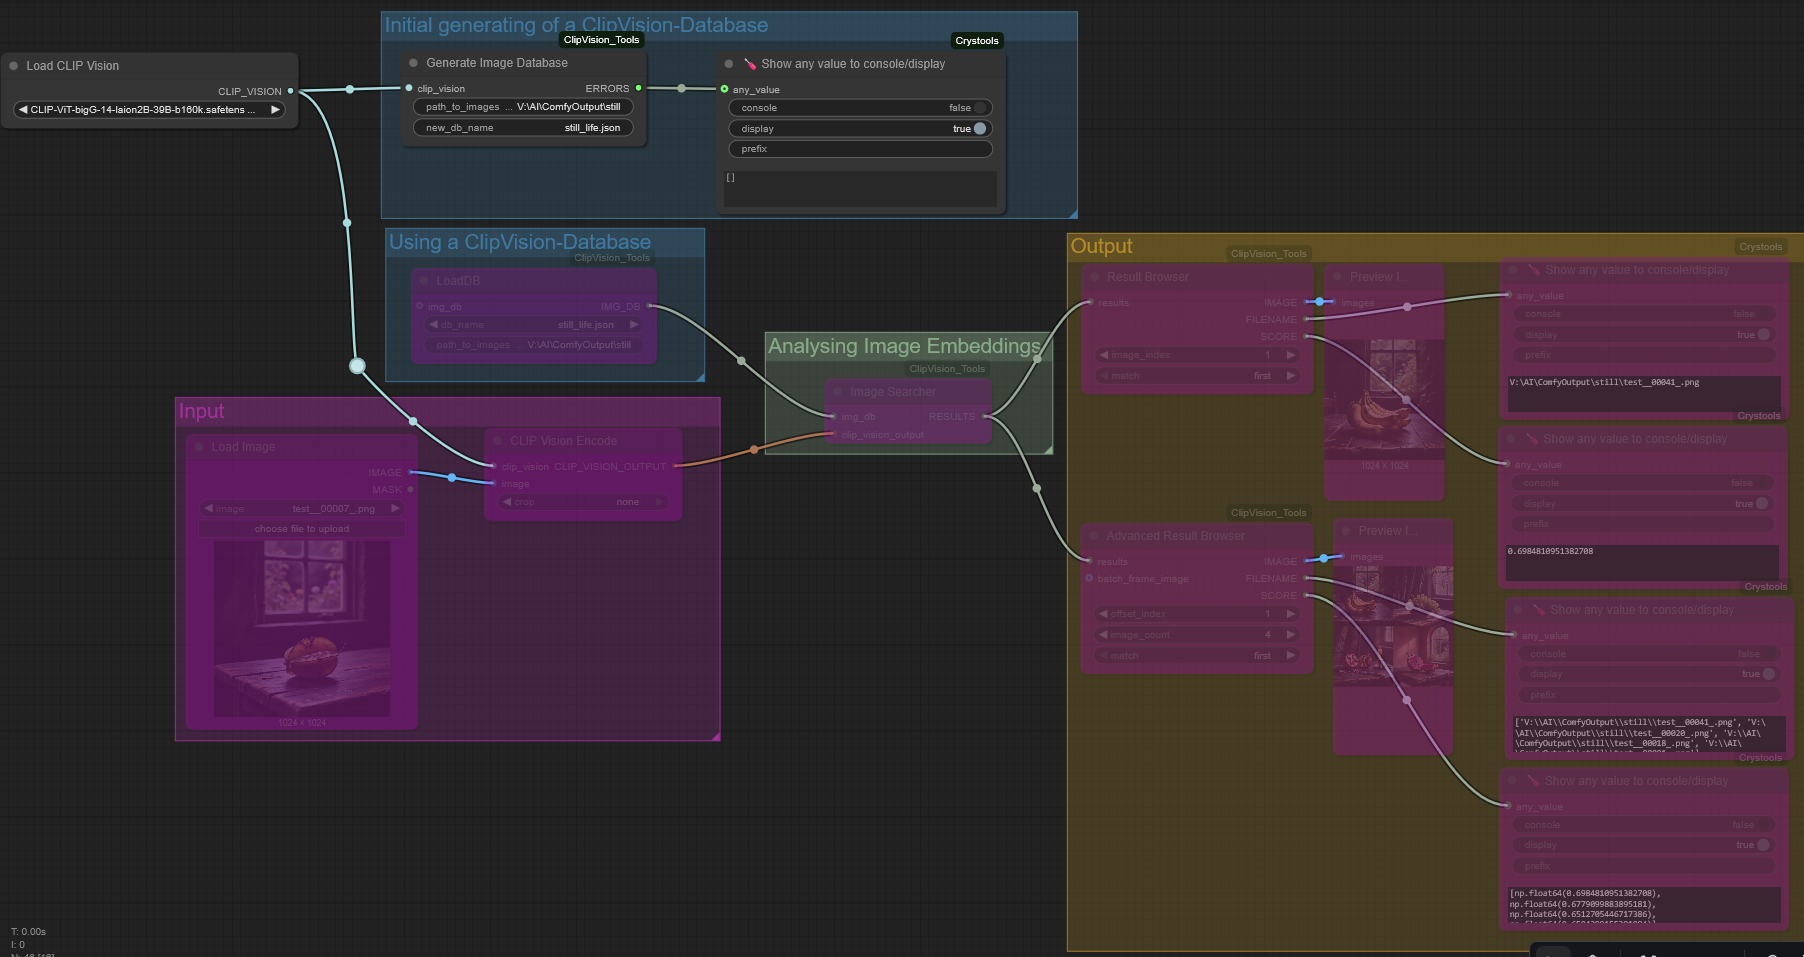 Initial generating of a ClipVision-Database
ClipVision_Tools
Crystools
Load CLIP Vision
CLIP_VISION
CLIP-ViT-bigG-14-laion2B-39B-b160k.safetens ...
Generate Image Database
clip_vision
ERRORS
path_to_images ... V:\AI\ComfyOutput\still
new_db_name still_life.json
Show any value to console/display
any_value
console false
display true
prefix
[]
Using a ClipVision-Database
ClipVision_Tools
LoadDB
img_db IMG_DB
db_name still_life.json
path_to_images ... V:\AI\ComfyOutput\still
Input
Load Image
IMAGE
MASK
image test__00007_.png
choose file to upload
1024 x 1024
CLIP Vision Encode
clip_vision CLIP_VISION_OUTPUT
image
crop none
Analysing Image Embeddings
ClipVision_Tools
Image Searcher
img_db RESULTS
clip_vision_output
Output
ClipVision_Tools
Result Browser
results IMAGE
FILENAME
SCORE
image_index 1
match first
Preview I...
images
1024 x 1024
Crystools
Show any value to console/display
any_value
console false
display true
prefix
V:\AI\ComfyOutput\still\test__00041_.png
Crystools
Show any value to console/display
any_value
console false
display true
prefix
0.6984810951382708
ClipVision_Tools
Advanced Result Browser
results IMAGE
batch_frame_image FILENAME
SCORE
offset_index 1
image_count 4
match first
Preview I...
images
Crystools
Show any value to console/display
any_value
console false
display true
prefix
['V:\\AI\\ComfyOutput\\still\\test__00041_.png', 'V:\
\AI\\ComfyOutput\\still\\test__00020_.png', 'V:\\AI\
\ComfyOutput\\still\\test__00018_.png', 'V:\\AI\
Crystools
Show any value to console/display
any_value
console false
display true
prefix
[np.float64(0.6984810951382708),
np.float64(0.6779099883895181),
np.float64(0.6512705446717386),
T: 0.00s
I: 0